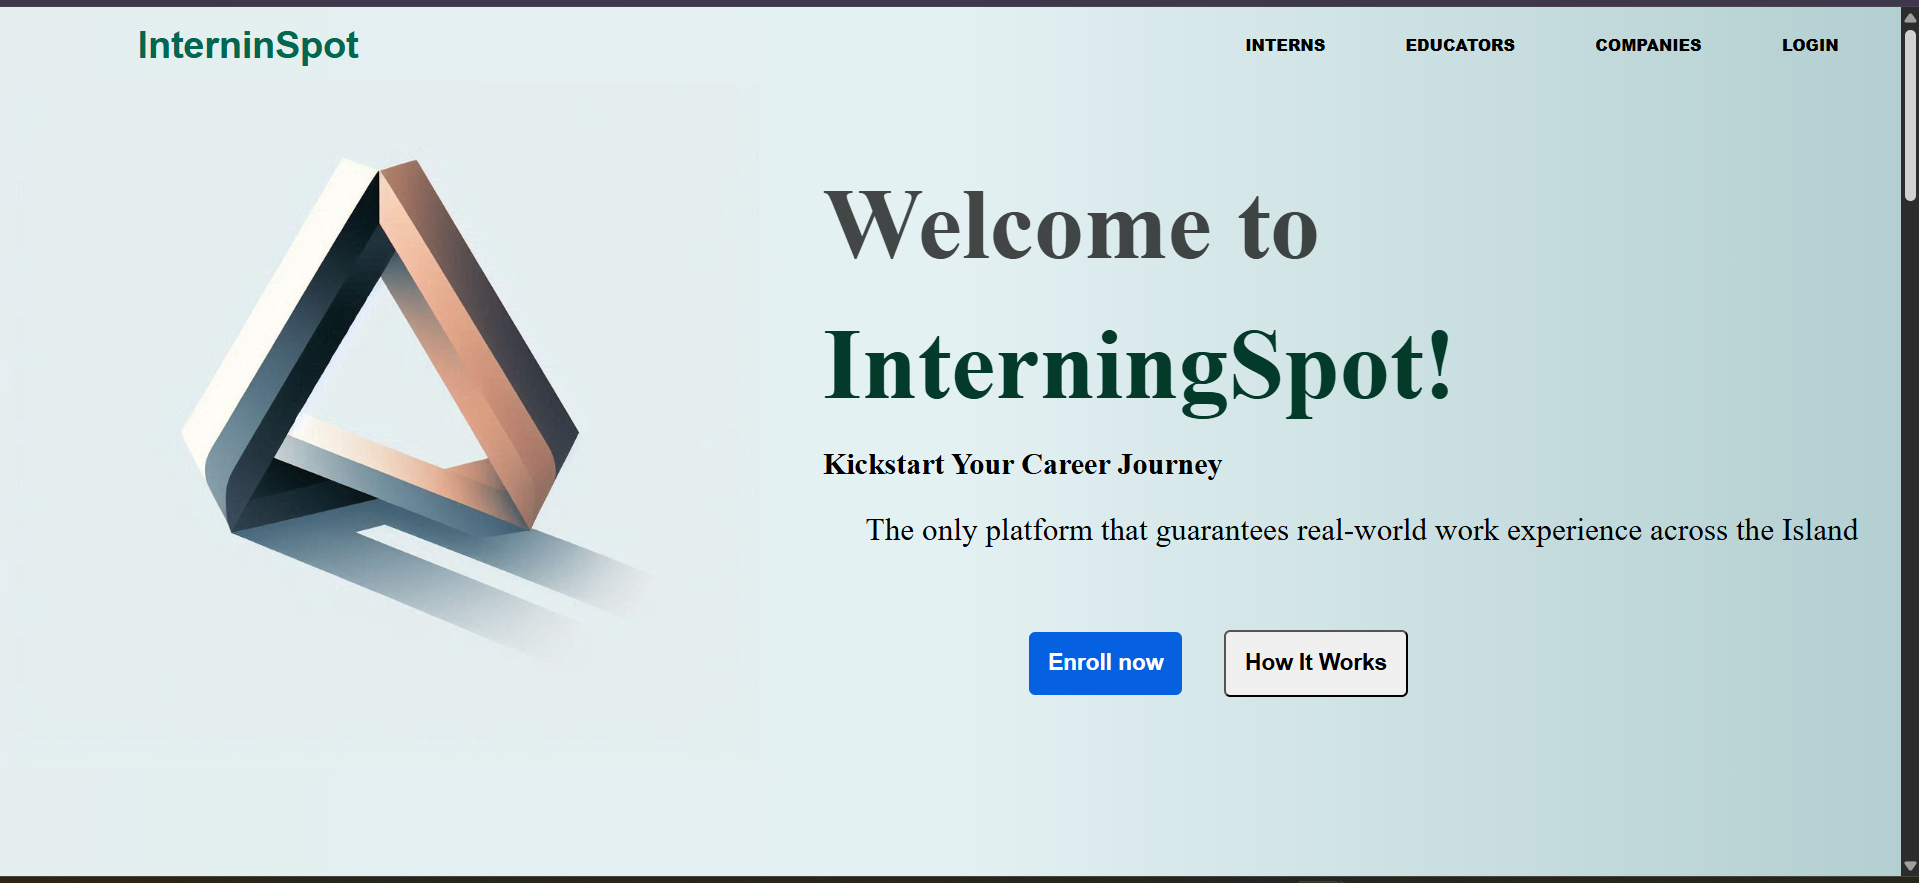 InterninSpot
INTERNS EDUCATORS COMPANIES LOGIN
Welcome to
InterningSpot!
Kickstart Your Career Journey
The only platform that guarantees real-world work experience across the Island
Enroll now How It Works